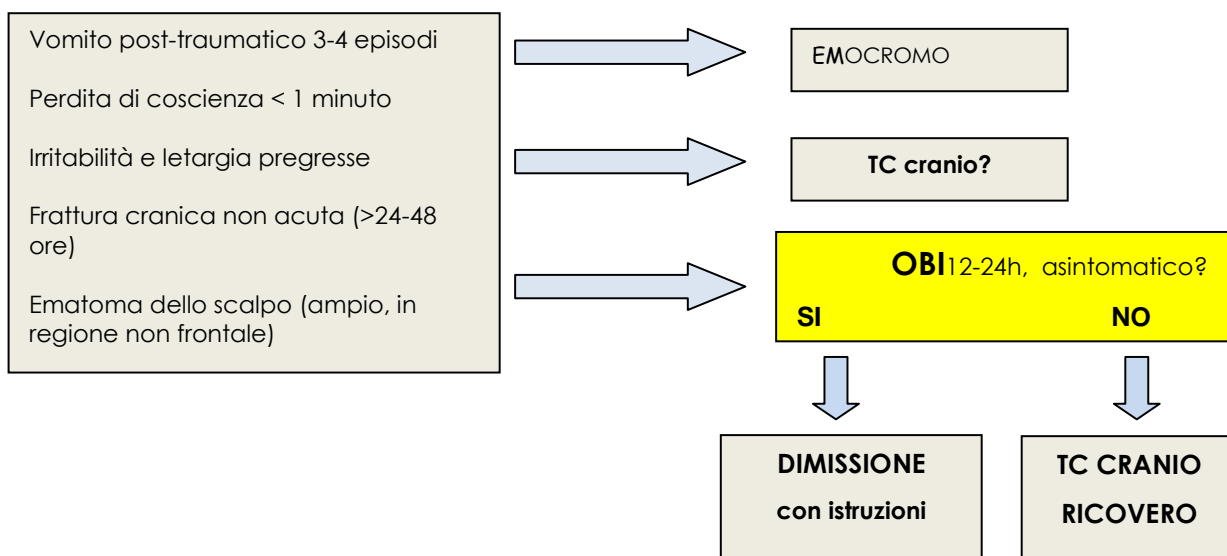 Vomito post-traumatico 3-4 episodi
Perdita di coscienza < 1 minuto
Irritabilità e letargia pregresse
Frattura cranica non acuta (>24-48
ore)
Ematoma dello scalpo (ampio, in
regione non frontale)
EMOCROMO
TC cranio?
OBI12-24h, asintomatico?
SI NO
DIMISSIONE
con istruzioni
TC CRANIO
RICOVERO